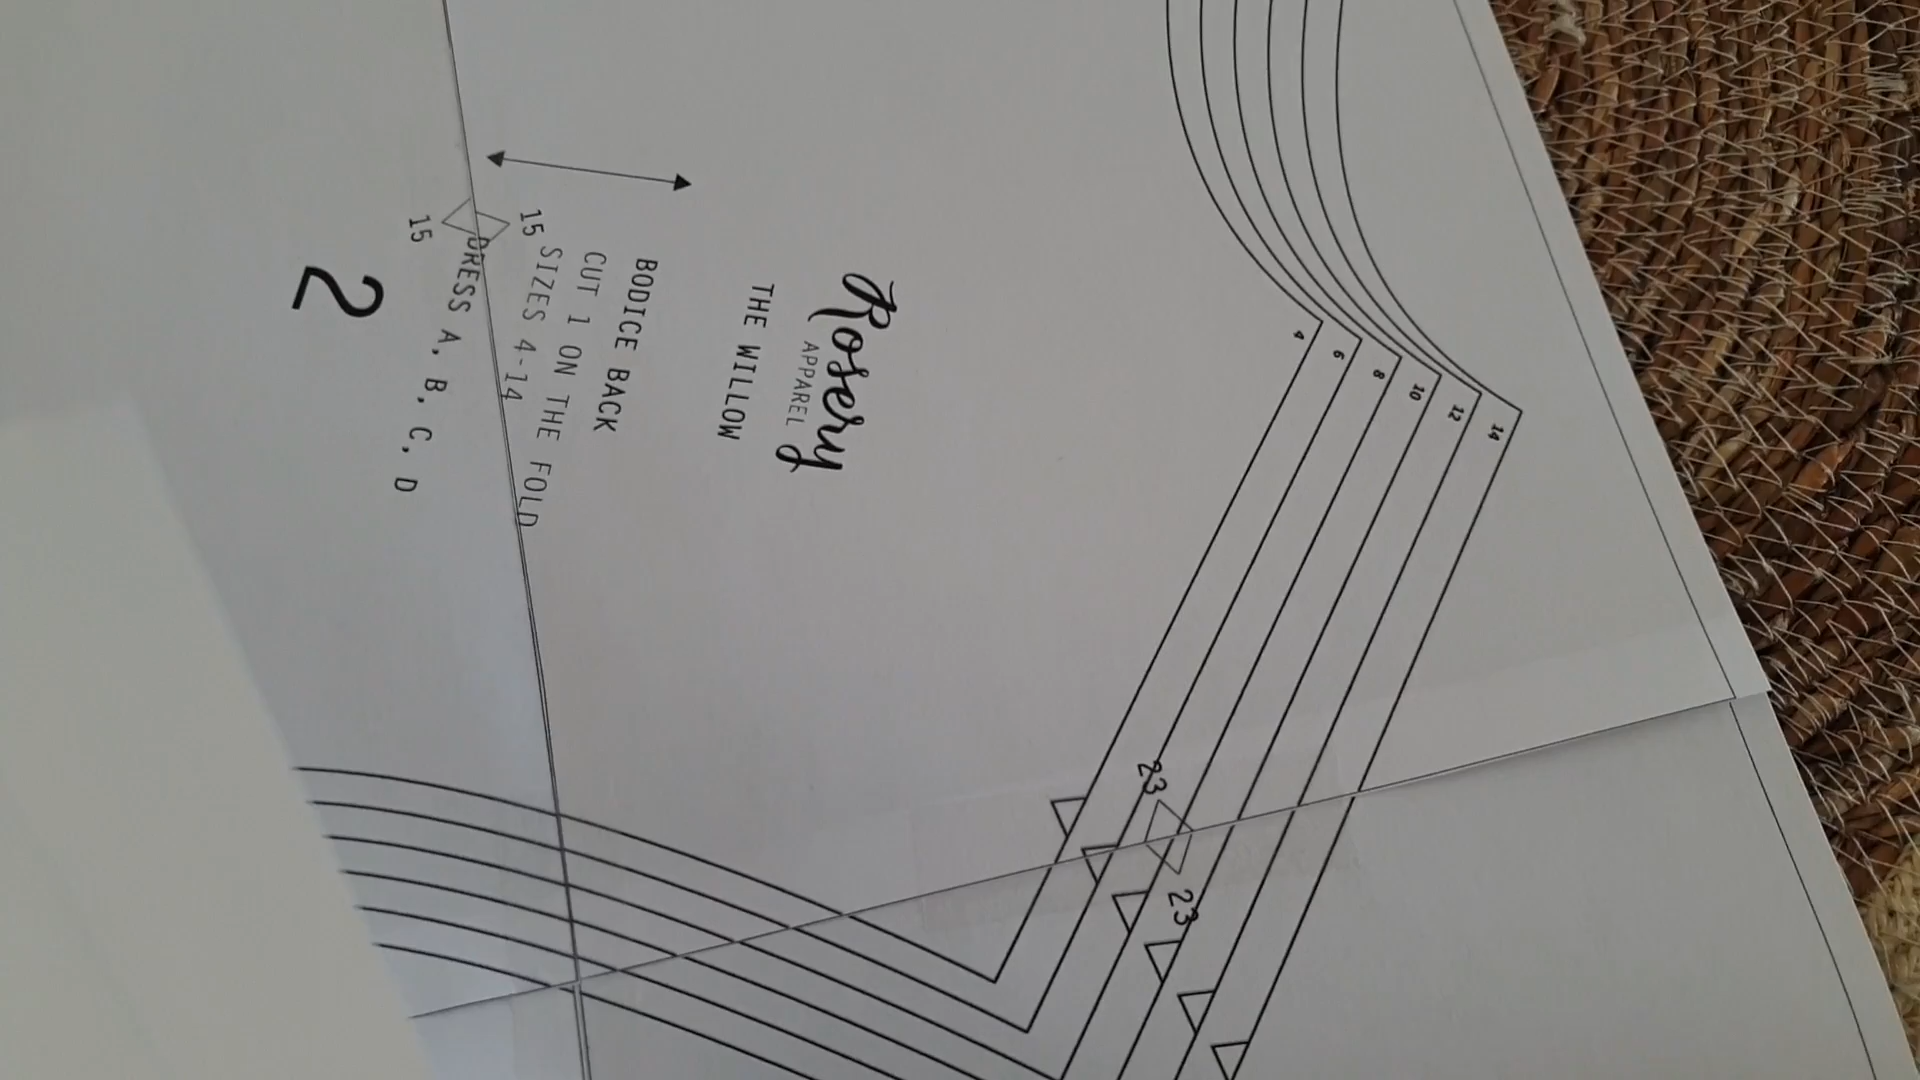 Rosery
APPAREL
THE WILLOW
BODICE BACK
CUT 1 ON THE FOLD
SIZES 4-14
DRESS A, B, C, D
2
15
15
4
6
8
10
12
14
23
23